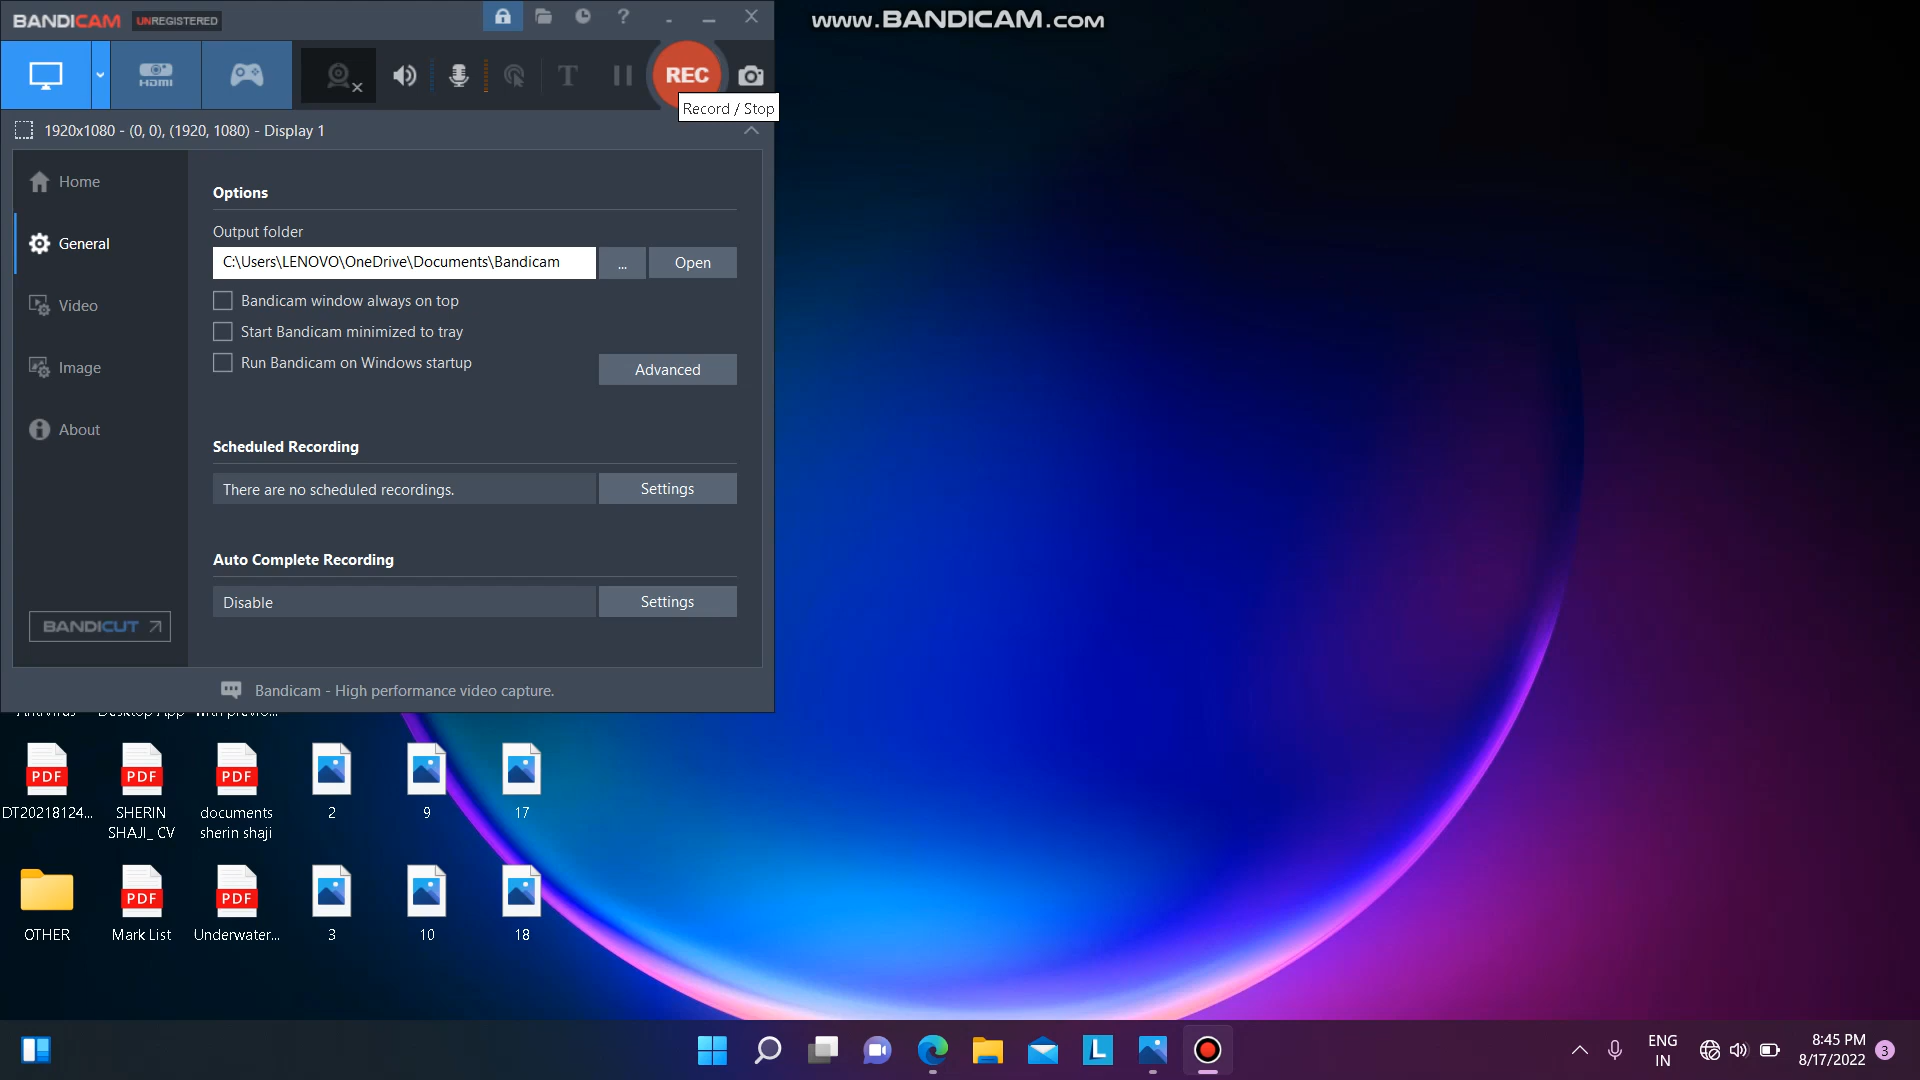 BANDICAM UNREGISTERED
www.BANDICAM.com
HDMI
REC
Record / Stop
1920x1080 - (0, 0), (1920, 1080) - Display 1
Home
General
Video
Image
About
BANDICUT
Options
Output folder
C:\Users\LENOVO\OneDrive\Documents\Bandicam
...
Open
Bandicam window always on top
Start Bandicam minimized to tray
Run Bandicam on Windows startup
Advanced
Scheduled Recording
There are no scheduled recordings.
Settings
Auto Complete Recording
Disable
Settings
Bandicam - High performance video capture.
PDF
PDF
PDF
DT20218124...
SHERIN
SHAJI_ CV
documents
sherin shaji
2
9
17
PDF
PDF
OTHER
Mark List
Underwater...
3
10
18
L
ENG
IN
8:45 PM
8/17/2022
3